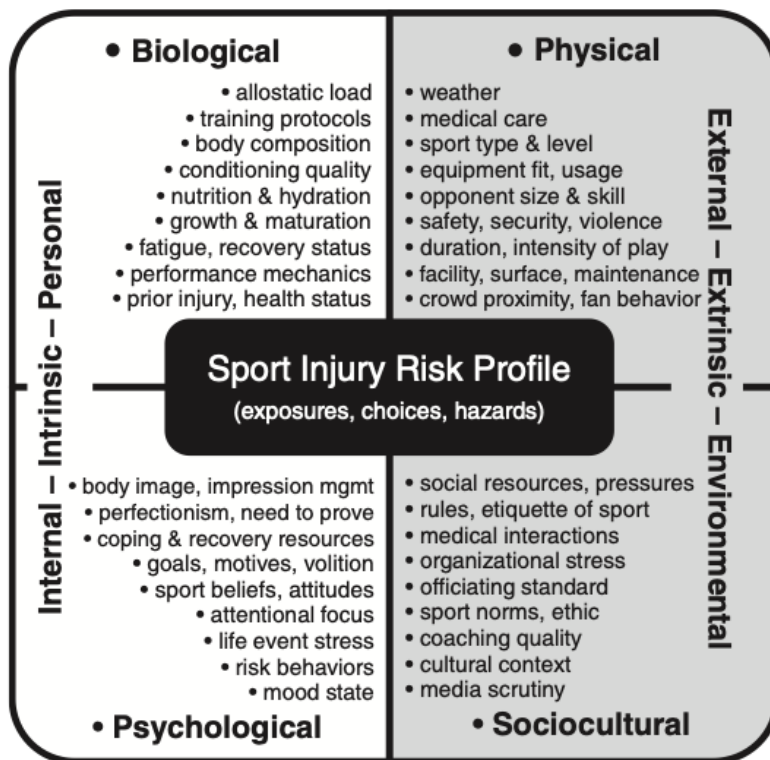 • Biological
• allostatic load
• training protocols
• body composition
• conditioning quality
• nutrition & hydration
• growth & maturation
• fatigue, recovery status
• performance mechanics
• prior injury, health status
• Physical
• weather
• medical care
• sport type & level
• equipment fit, usage
• opponent size & skill
• safety, security, violence
• duration, intensity of play
• facility, surface, maintenance
• crowd proximity, fan behavior
Internal – Intrinsic – Personal
Sport Injury Risk Profile
(exposures, choices, hazards)
External – Extrinsic – Environmental
• body image, impression mgmt
• perfectionism, need to prove
• coping & recovery resources
• goals, motives, volition
• sport beliefs, attitudes
• attentional focus
• life event stress
• risk behaviors
• mood state
• Psychological
• social resources, pressures
• rules, etiquette of sport
• medical interactions
• organizational stress
• officiating standard
• sport norms, ethic
• coaching quality
• cultural context
• media scrutiny
• Sociocultural